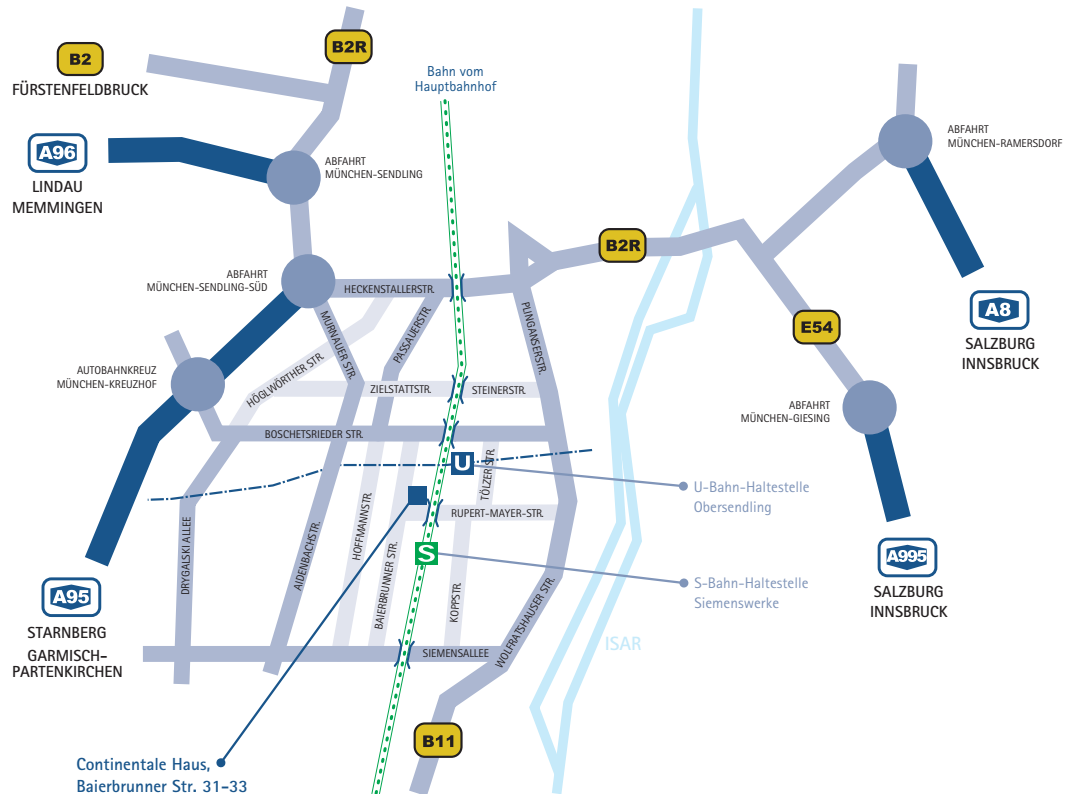 B2R
B2
FÜRSTENFELDBRUCK
Bahn vom
Hauptbahnhof
A96
LINDAU
MEMMINGEN
ABFAHRT
MÜNCHEN-SENDLING
ABFAHRT
MÜNCHEN-RAMERSDORF
B2R
ABFAHRT
MÜNCHEN-SENDLING-SÜD
HECKENSTALLERSTR.
A8
SALZBURG
INNSBRUCK
E54
MURNAUER STR.
PASSAUERSTR.
PLINGANSERSTR.
AUTOBAHNKREUZ
MÜNCHEN-KREUZHOF
HÖGLWÖRTHER STR.
ZIELSTATTSTR.
STEINERSTR.
ABFAHRT
MÜNCHEN-GIESING
BOSCHETSRIEDER STR.
U
TÖLZER STR.
U-Bahn-Haltestelle
Obersendling
RUPERT-MAYER-STR.
DRYGALSKI ALLEE
AIDENBACHSTR.
HOFFMANNSTR.
BAIERBRUNNER STR.
S
KOPPSTR.
S-Bahn-Haltestelle
Siemenswerke
A995
SALZBURG
INNSBRUCK
A95
STARNBERG
GARMISCH-
PARTENKIRCHEN
SIEMENSALLEE
WOLFRATSHAUSER STR.
ISAR
B11
Continentale Haus,
Baierbrunner Str. 31-33